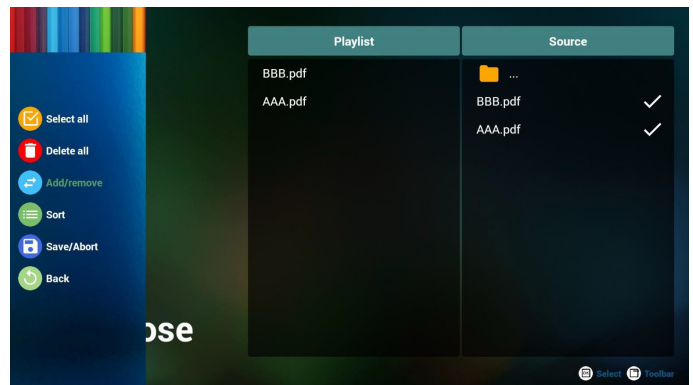 Playlist
Source
BBB.pdf
AAA.pdf
...
BBB.pdf
AAA.pdf
Select all
Delete all
Add/remove
Sort
Save/Abort
Back
ose
Select
Toolbar